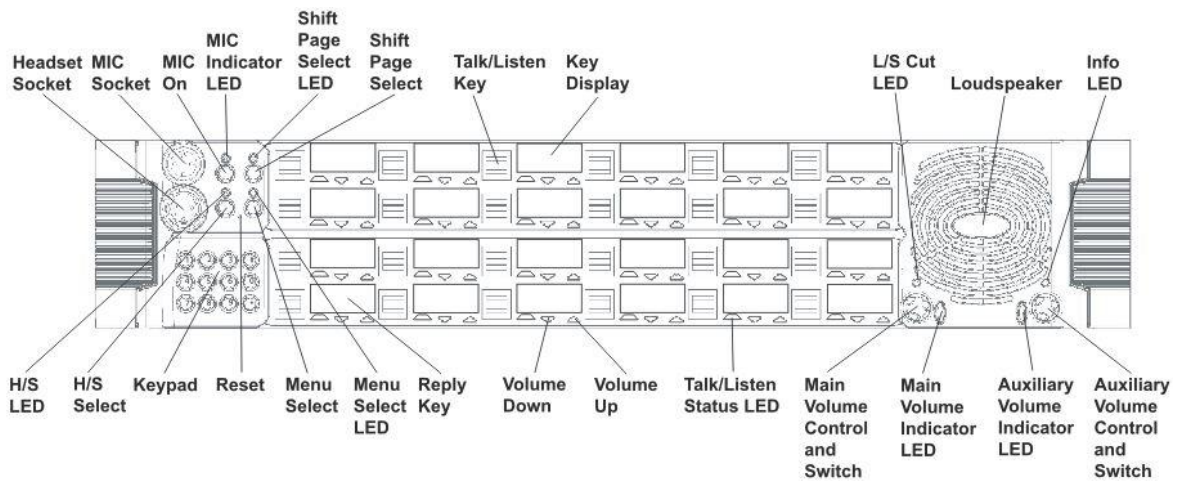 Headset
Socket
MIC
Socket
MIC
On
MIC
Indicator
LED
Shift
Page
Select
LED
Shift
Page
Select
Talk/Listen
Key
Key
Display
L/S Cut
LED
Loudspeaker
Info
LED
H/S
LED
H/S
Select
Keypad
Reset
Menu
Select
Menu
Select
LED
Reply
Key
Volume
Down
Volume
Up
Talk/Listen
Status LED
Main
Volume
Control
and
Switch
Main
Volume
Indicator
LED
Auxiliary
Volume
Indicator
LED
Auxiliary
Volume
Control
and
Switch